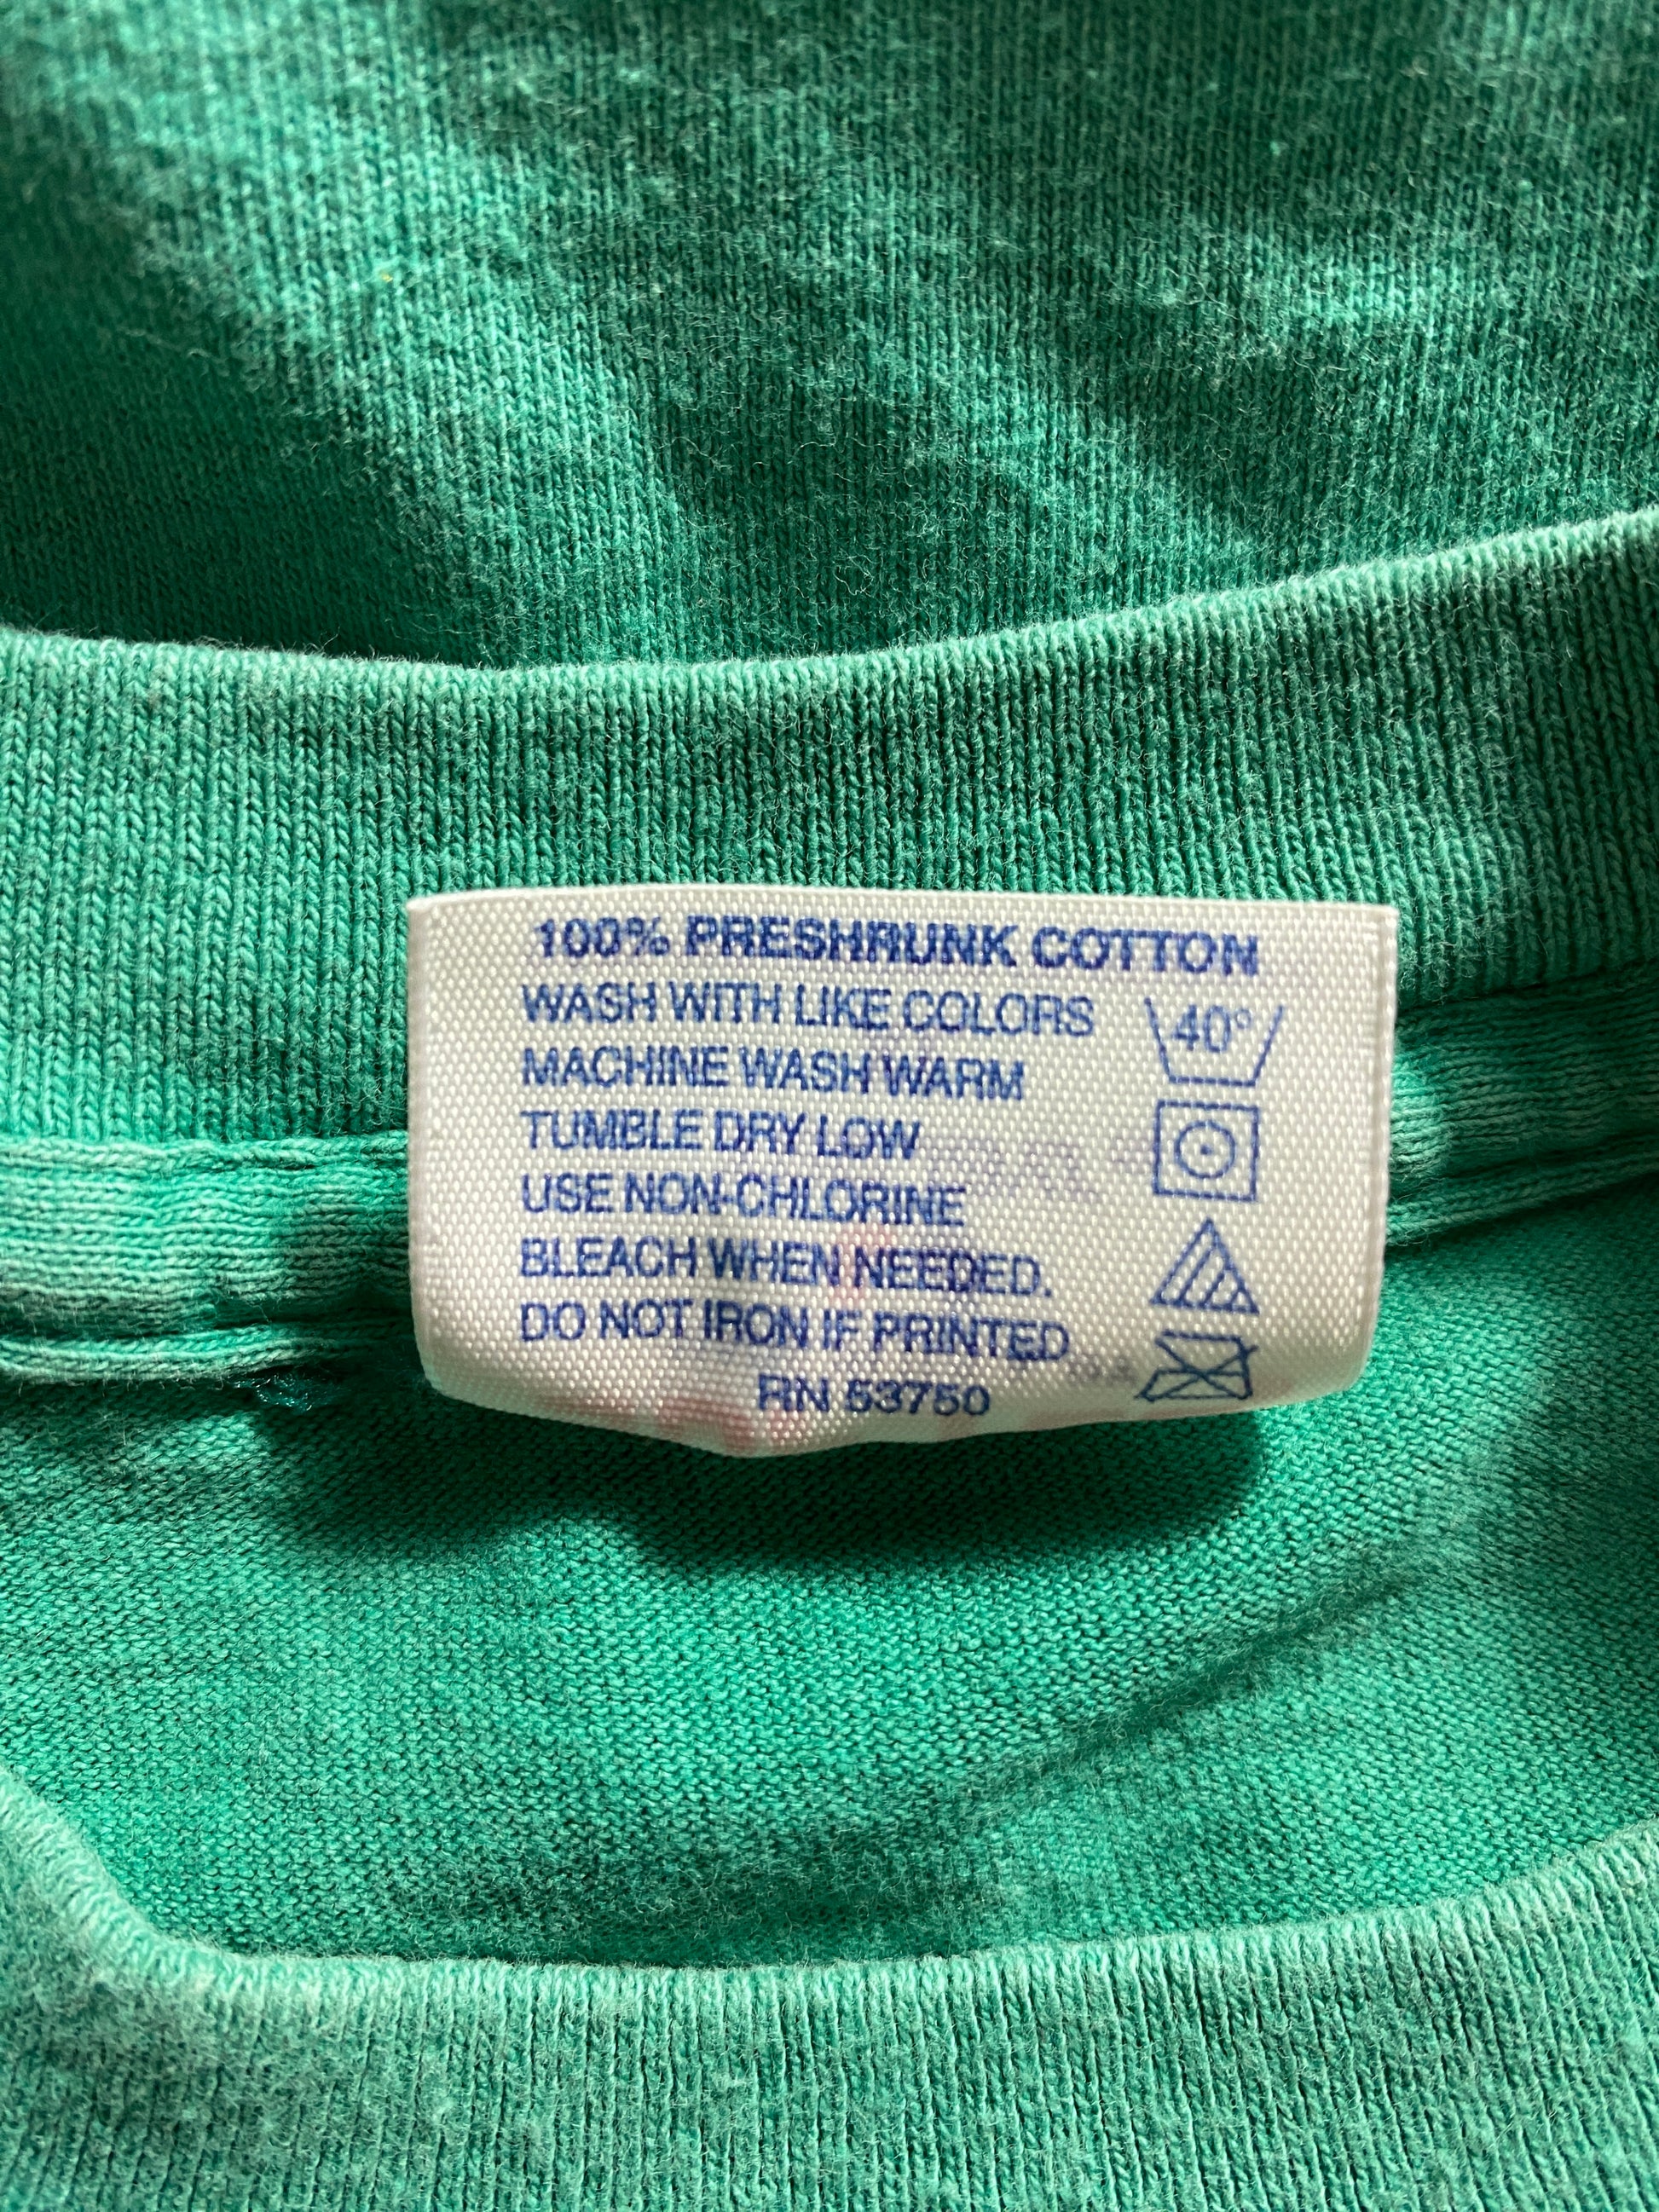 100% PRESHRUNK COTTON
WASH WITH LIKE COLORS
40°
MACHINE WASH WARM
TUMBLE DRY LOW
USE NON-CHLORINE
BLEACH WHEN NEEDED.
DO NOT IRON IF PRINTED
RN 53750